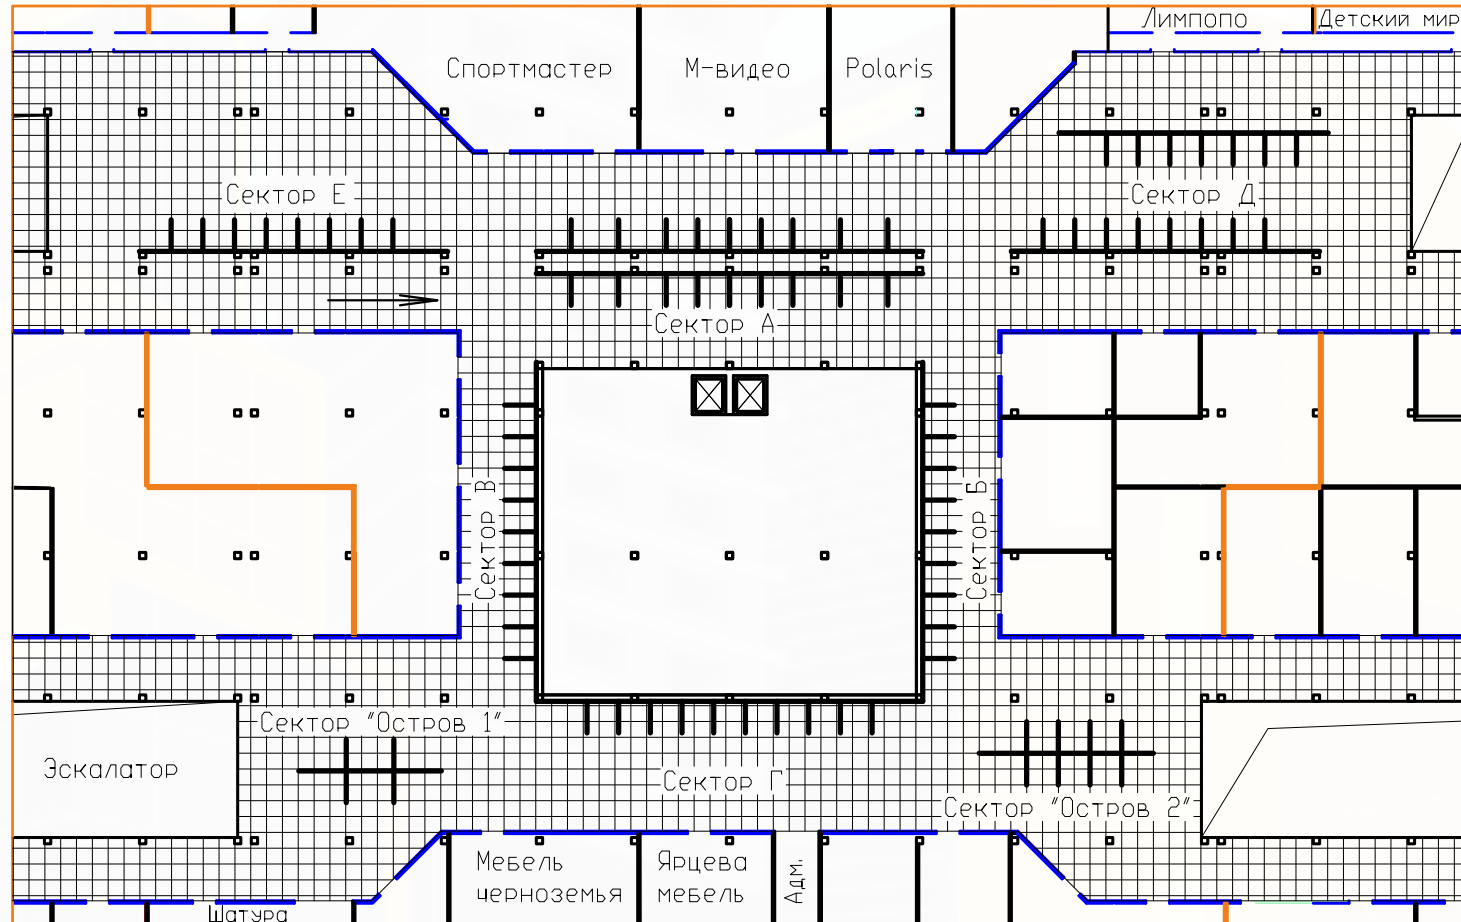 Лимпопо
Детский мир
Спортмастер
М-видео
Polaris
Сектор Е
Сектор Д
Сектор А
Сектор В
Сектор Б
Сектор "Остров 1"
Эскалатор
Сектор Г
Сектор "Остров 2"
Мебель
черноземья
Ярцева
мебель
Адм.
Шатура